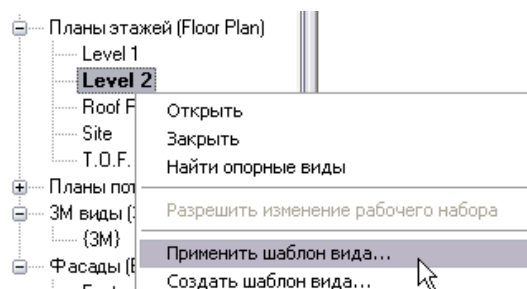 Планы этажей (Floor Plan)
Level 1
Level 2
Roof F
Site
T.O.F.
Планы пот
3М виды (
{3М}
Фасады (
Открыть
Закрыть
Найти опорные виды
Разрешить изменение рабочего набора
Применить шаблон вида...
Создать шаблон вида...